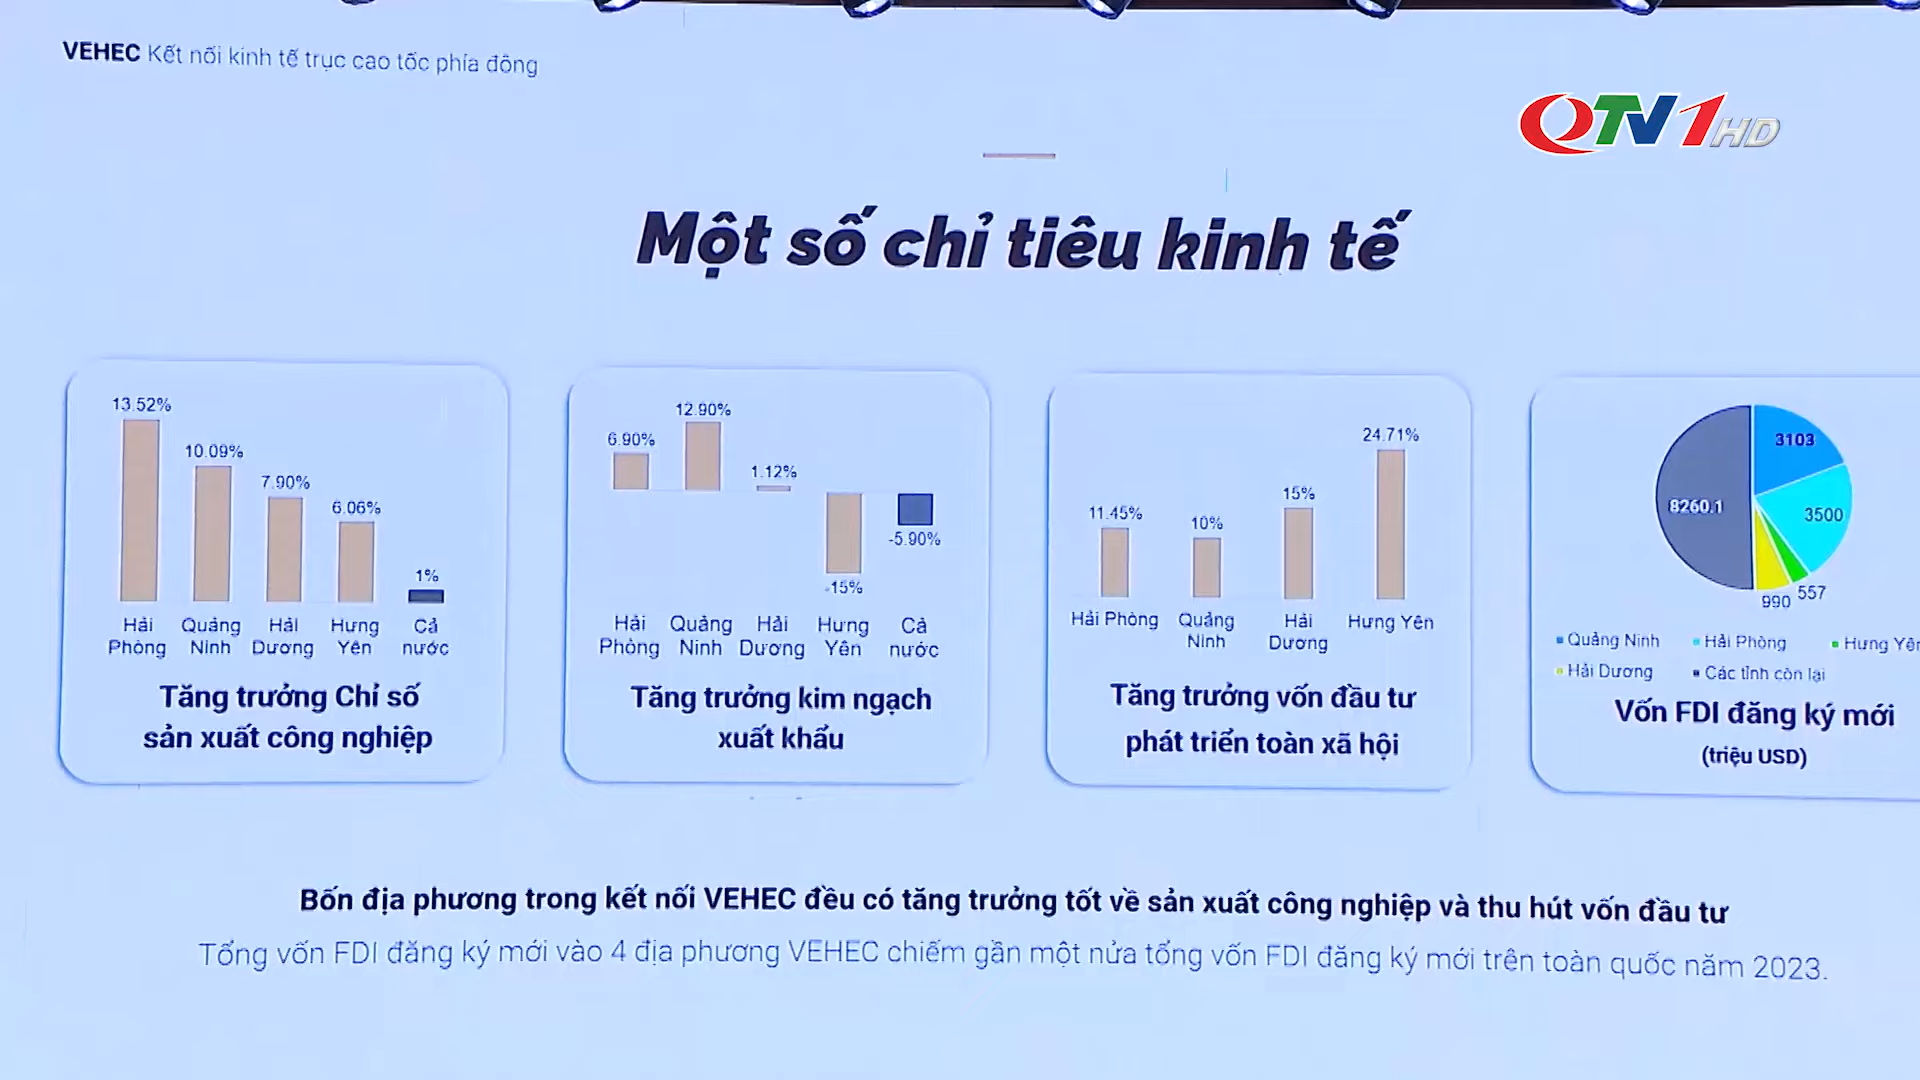 VEHEC Kết nối kinh tế trục cao tốc phía đông
QTV1HD
Một số chỉ tiêu kinh tế
13.52%
10.09%
7.90%
6.06%
1%
Hải Phòng
Quảng Ninh
Hải Dương
Hưng Yên
Cả nước
Tăng trưởng Chỉ số
sản xuất công nghiệp
6.90%
12.90%
1.12%
-15%
-5.90%
Hải Phòng
Quảng Ninh
Hải Dương
Hưng Yên
Cả nước
Tăng trưởng kim ngạch
xuất khẩu
11.45%
10%
15%
24.71%
Hải Phòng
Quảng Ninh
Hải Dương
Hưng Yên
Tăng trưởng vốn đầu tư
phát triển toàn xã hội
3103
3500
557
990
8260.1
Quảng Ninh Hải Phòng Hưng
Hải Dương Các tỉnh còn lại
Vốn FDI đăng ký mới
(triệu USD)
Bốn địa phương trong kết nối VEHEC đều có tăng trưởng tốt về sản xuất công nghiệp và thu hút vốn đầu tư
Tổng vốn FDI đăng ký mới vào 4 địa phương VEHEC chiếm gần một nửa tổng vốn FDI đăng ký mới trên toàn quốc năm 2023.